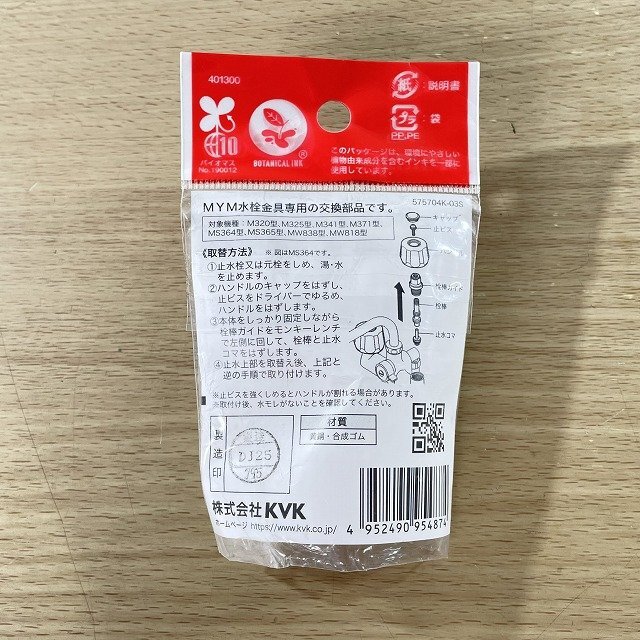 401300
紙
:説明書
プラ
:袋
PP,PE
10
バイオマス
No.190012
BOTANICAL INK®
このパッケージは、環境にやさしい
植物由来成分を含むインキを一部に
使用しています。
575704K-03S
MYM水栓金具専用の交換部品です。
対象機種:M320型、M325型、M341型、M371型、
MS364型、MS365型、MW838型、MW818型
《取替方法》 ※ 図はMS364です。
①止水栓又は元栓をしめ、湯・水
を止めます。
②ハンドルのキャップをはずし、
止ビスをドライバーでゆるめ、
ハンドルをはずします。
③本体をしっかり固定しながら
栓棒ガイドをモンキーレンチ
で左側に回して、栓棒と止水
コマをはずします。
④止水上部を取替え後、上記と
逆の手順で取り付けます。
キャップ
止ビス
栓棒ガイド
栓棒
止水コマ
※止ビスを強くしめるとハンドルが割れる場合があります。
※取付け後、水モレがないことを確認してください。
製造印
DJ25
材質
黄銅・合成ゴム
株式会社KVK
ホームページ https://www.kvk.co.jp/
4 952490 954874